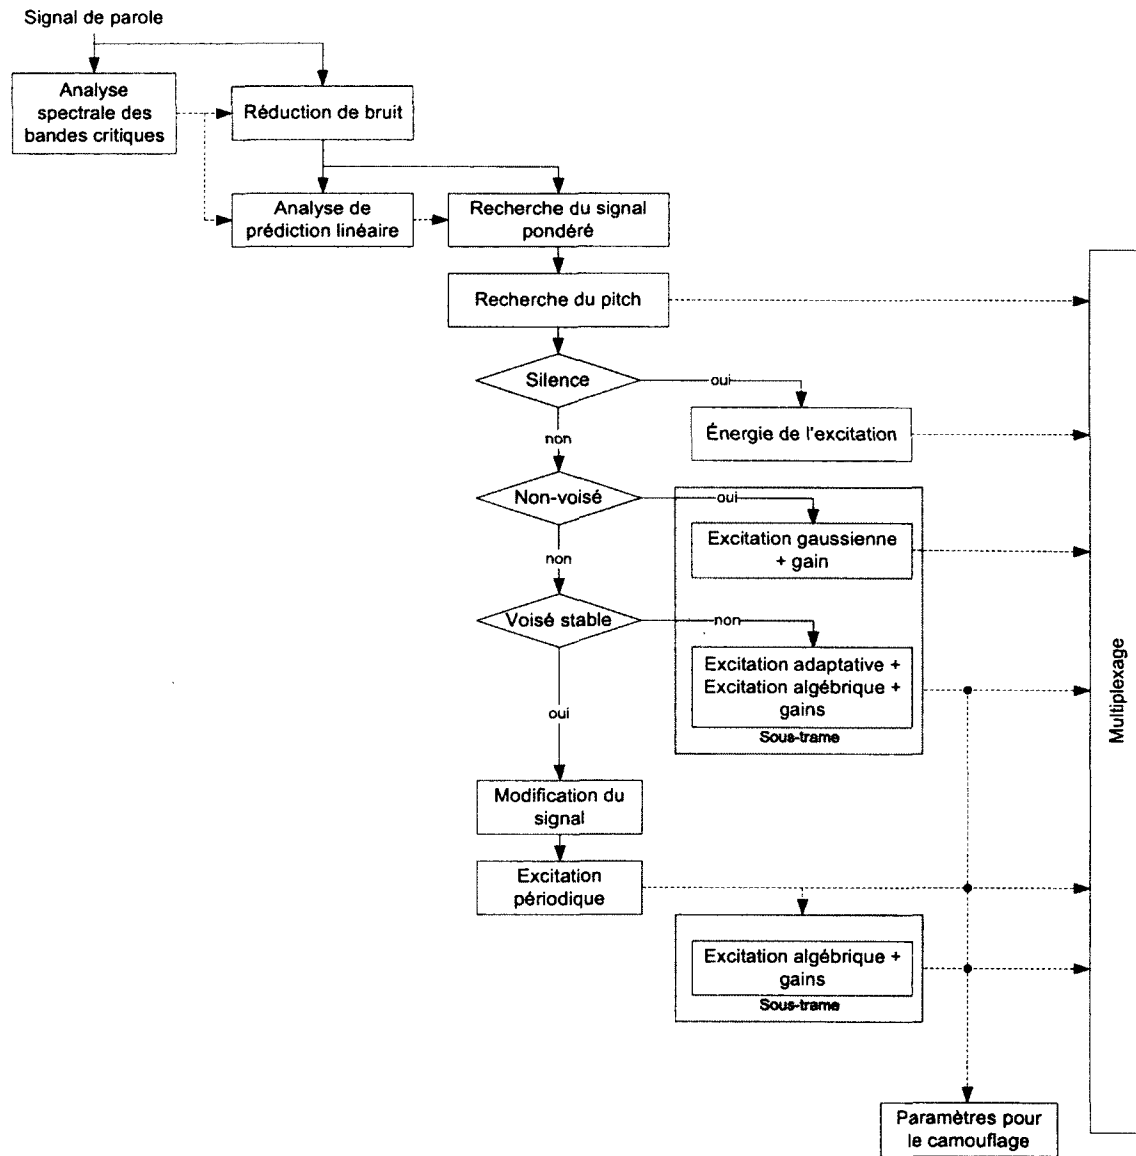 Signal de parole
Analyse
spectrale des
bandes critiques
Réduction de bruit
Analyse de
prédiction linéaire
Recherche du signal
pondéré
Recherche du pitch
Silence
oui
Énergie de l'excitation
non
Non-voisé
oui
Excitation gaussienne
+ gain
non
Voisé stable
non
Excitation adaptative +
Excitation algébrique +
gains
Sous-trame
oui
Multiplexage
Modification du
signal
Excitation
périodique
Excitation algébrique +
gains
Sous-trame
Paramètres pour
le camouflage